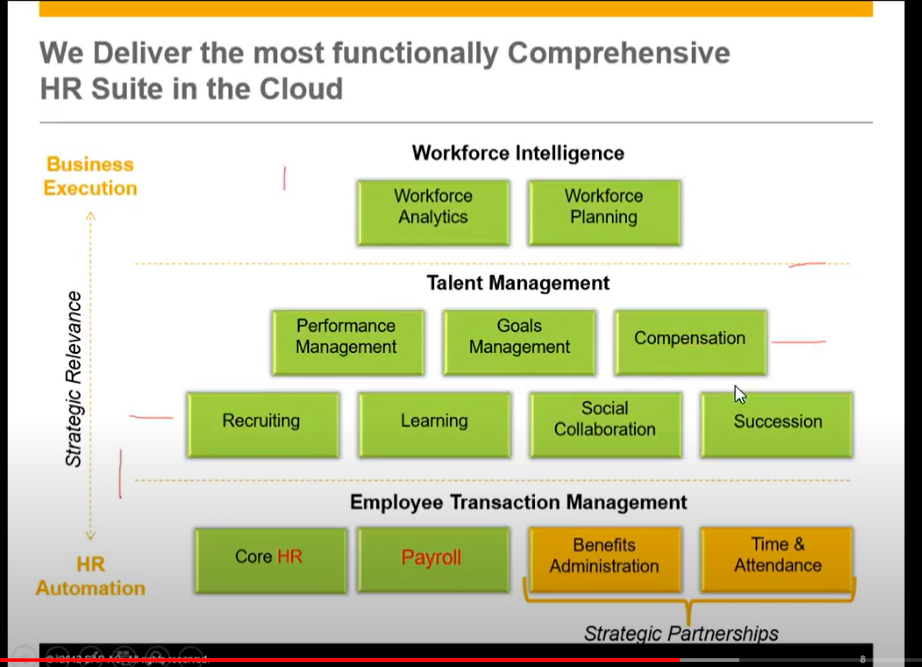 We Deliver the most functionally Comprehensive
HR Suite in the Cloud
Business
Execution
Strategic Relevance
HR
Automation
Workforce Intelligence
Workforce
Analytics
Workforce
Planning
Talent Management
Performance
Management
Goals
Management
Compensation
Recruiting
Learning
Social
Collaboration
Succession
Employee Transaction Management
Core HR
Payroll
Benefits
Administration
Time &
Attendance
Strategic Partnerships
8